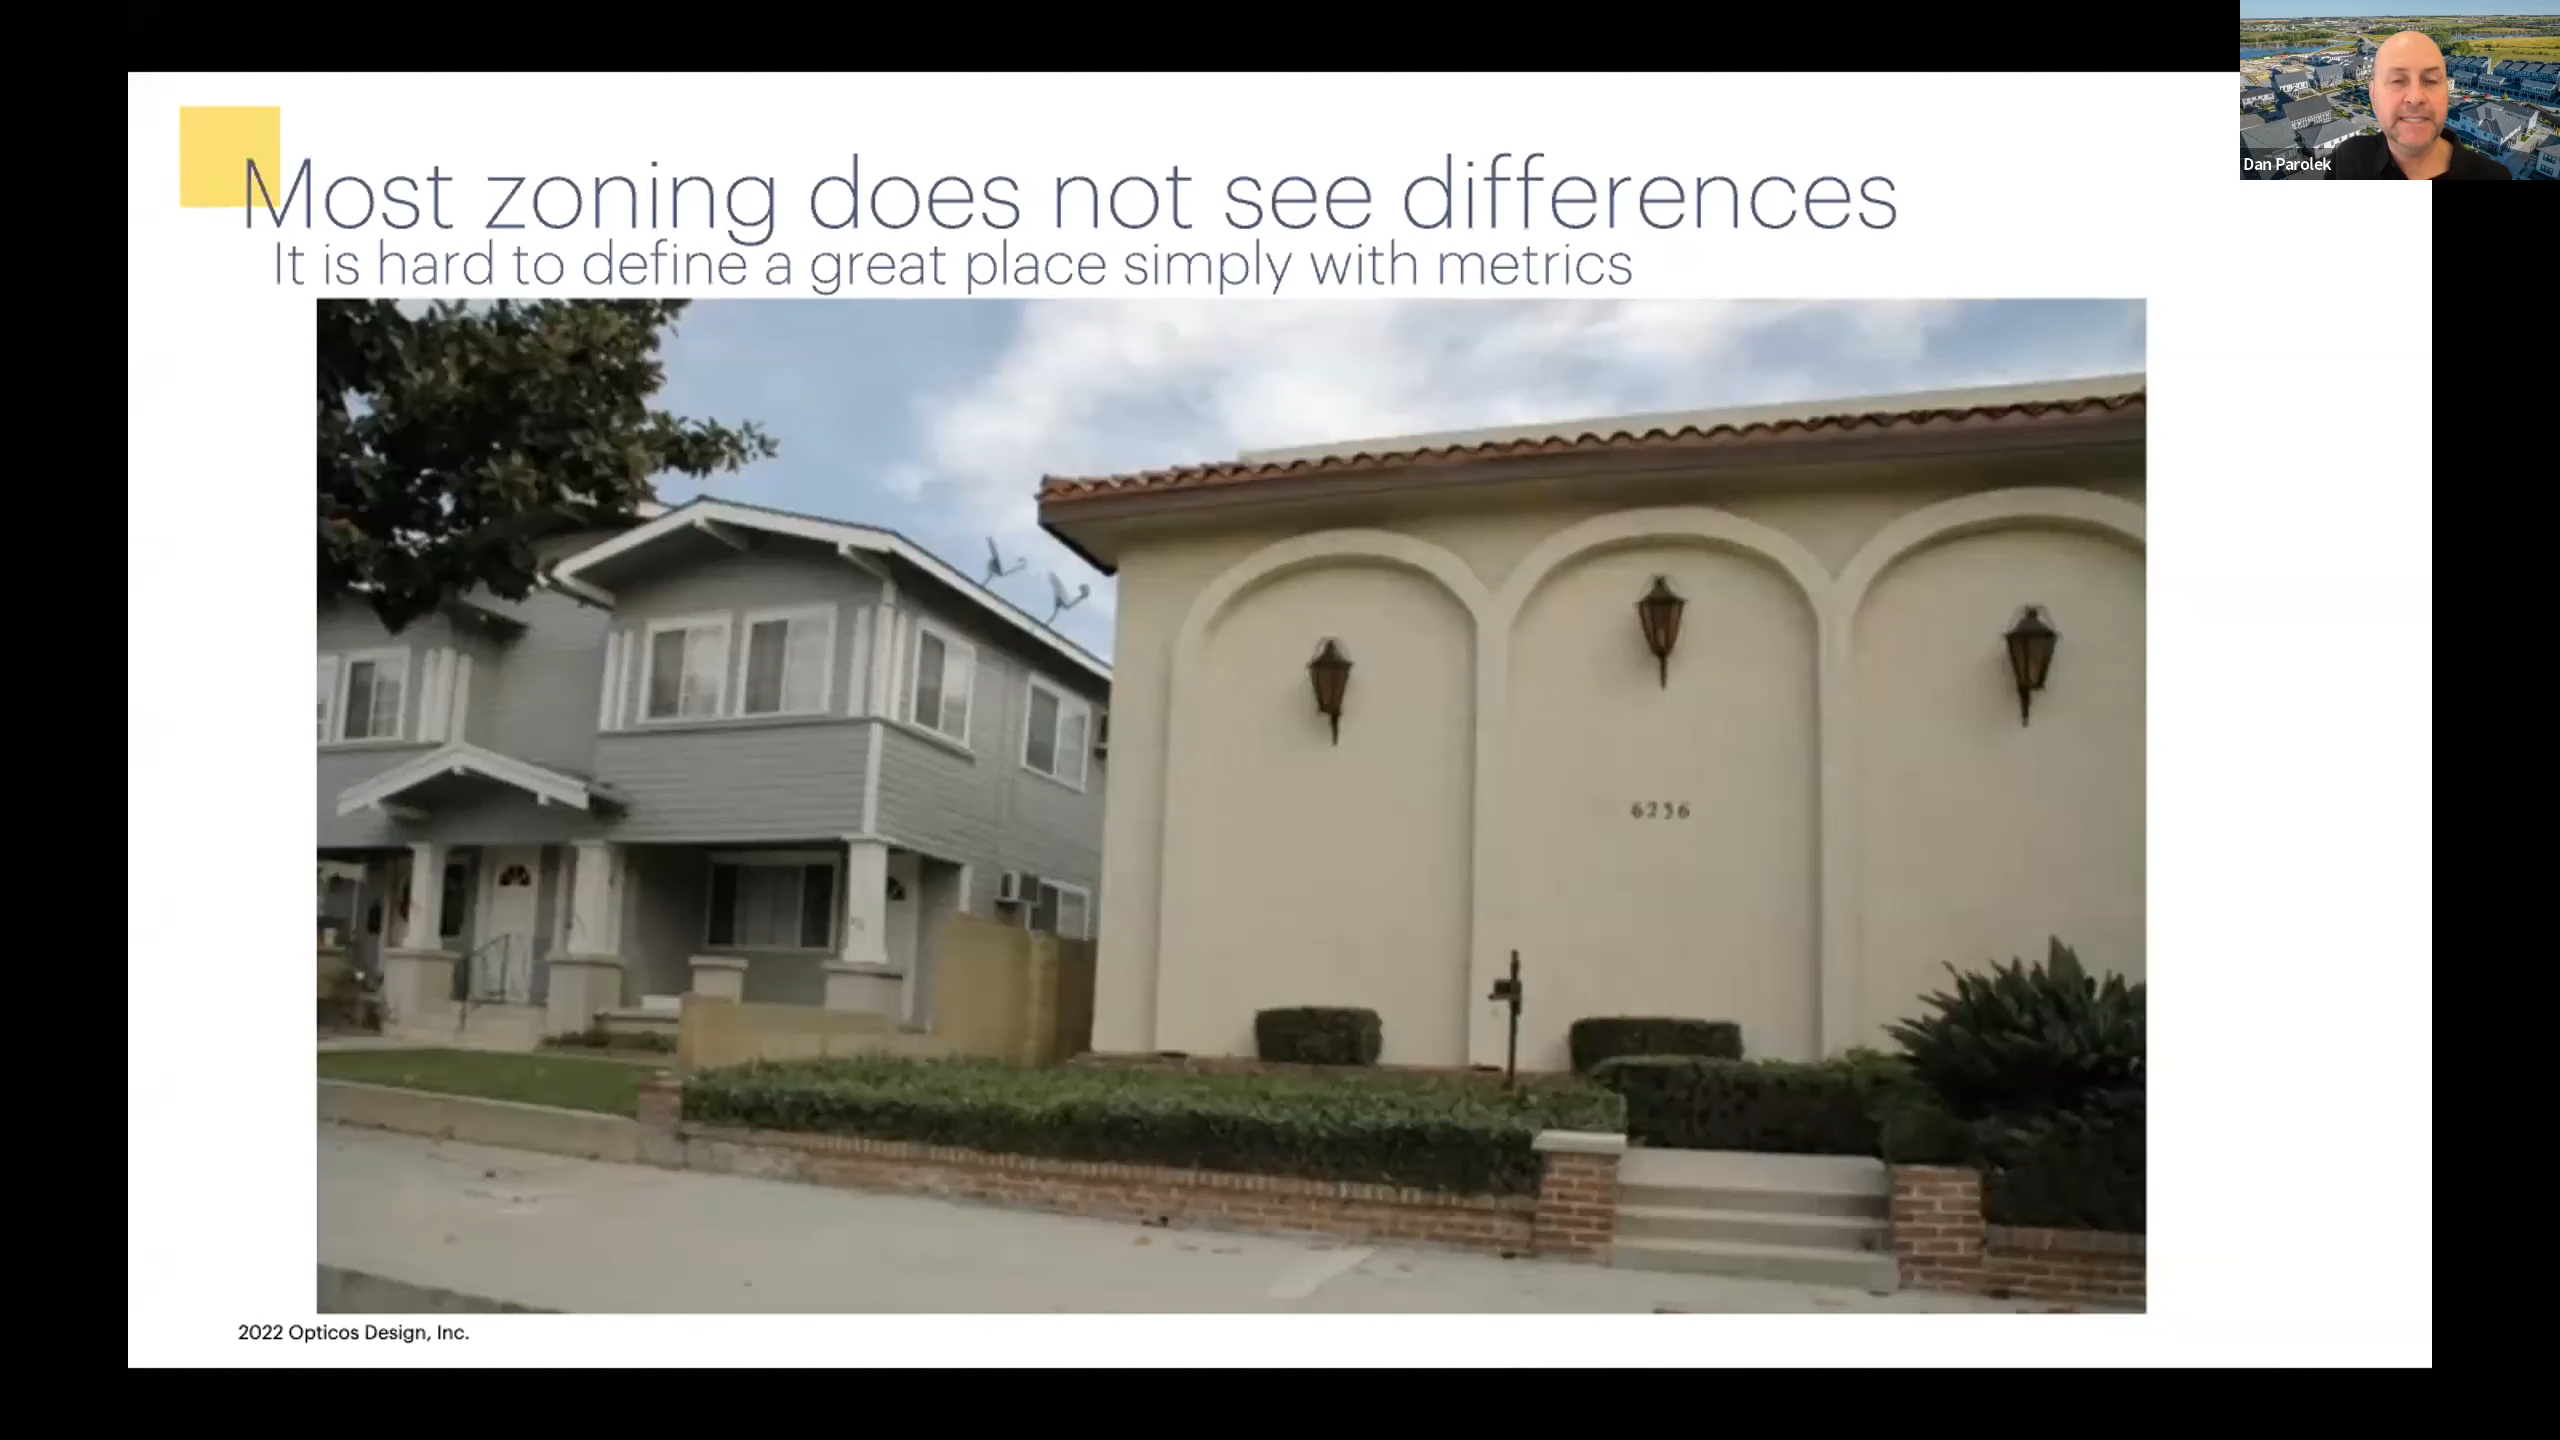 Most zoning does not see differences
It is hard to define a great place simply with metrics
Dan Parolek
6236
2022 Opticos Design, Inc.